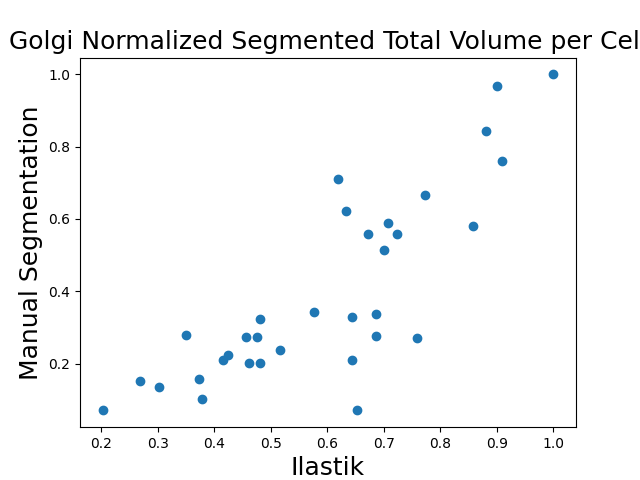 Golgi Normalized Segmented Total Volume per Cel
1.0
0.8
0.6
0.4
0.2
Manual Segmentation
0.2 0.3 0.4 0.5 0.6 0.7 0.8 0.9 1.0
Ilastik